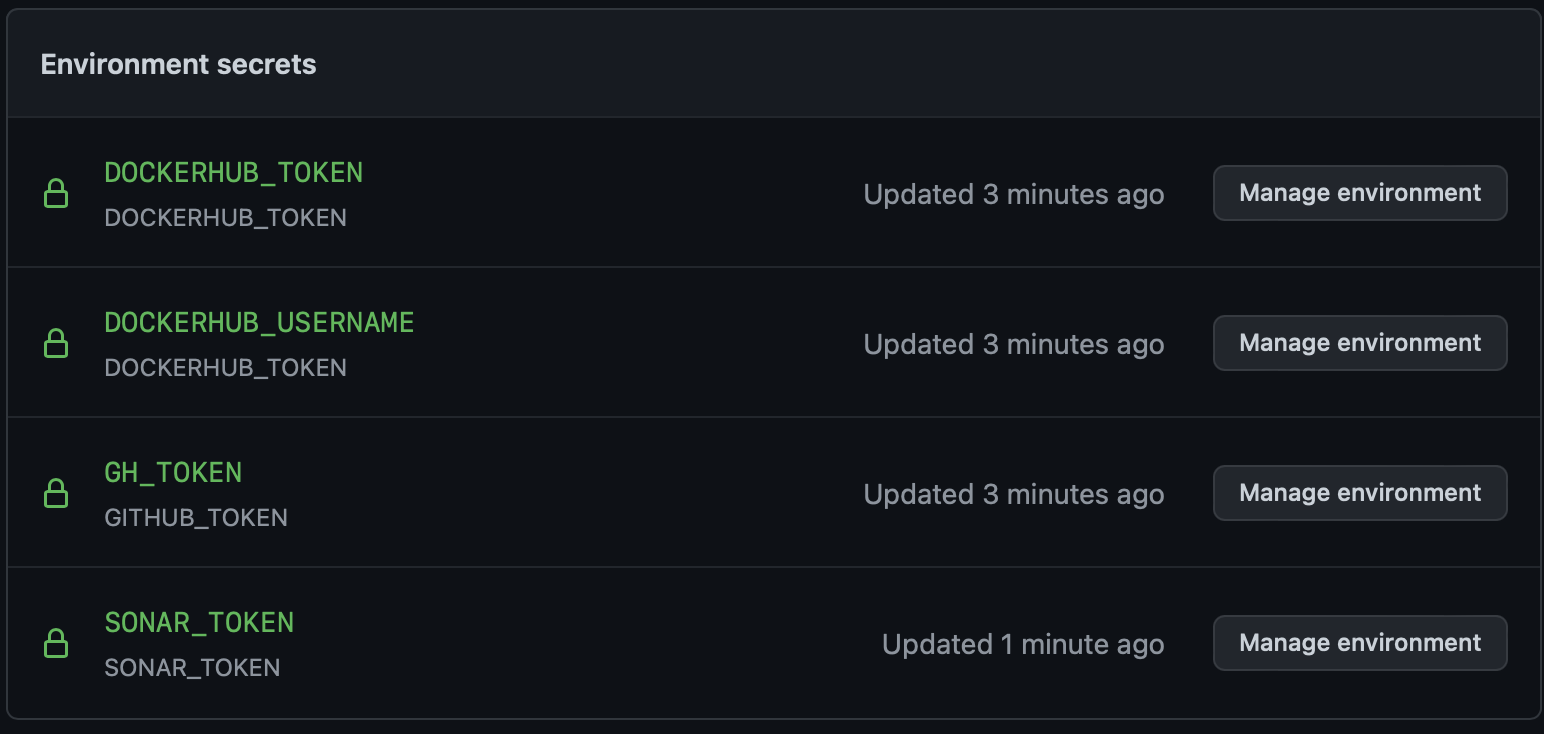 Environment secrets
DOCKERHUB_TOKEN
DOCKERHUB_TOKEN
Updated 3 minutes ago
Manage environment
DOCKERHUB_USERNAME
DOCKERHUB_TOKEN
Updated 3 minutes ago
Manage environment
GH_TOKEN
GITHUB_TOKEN
Updated 3 minutes ago
Manage environment
SONAR_TOKEN
SONAR_TOKEN
Updated 1 minute ago
Manage environment